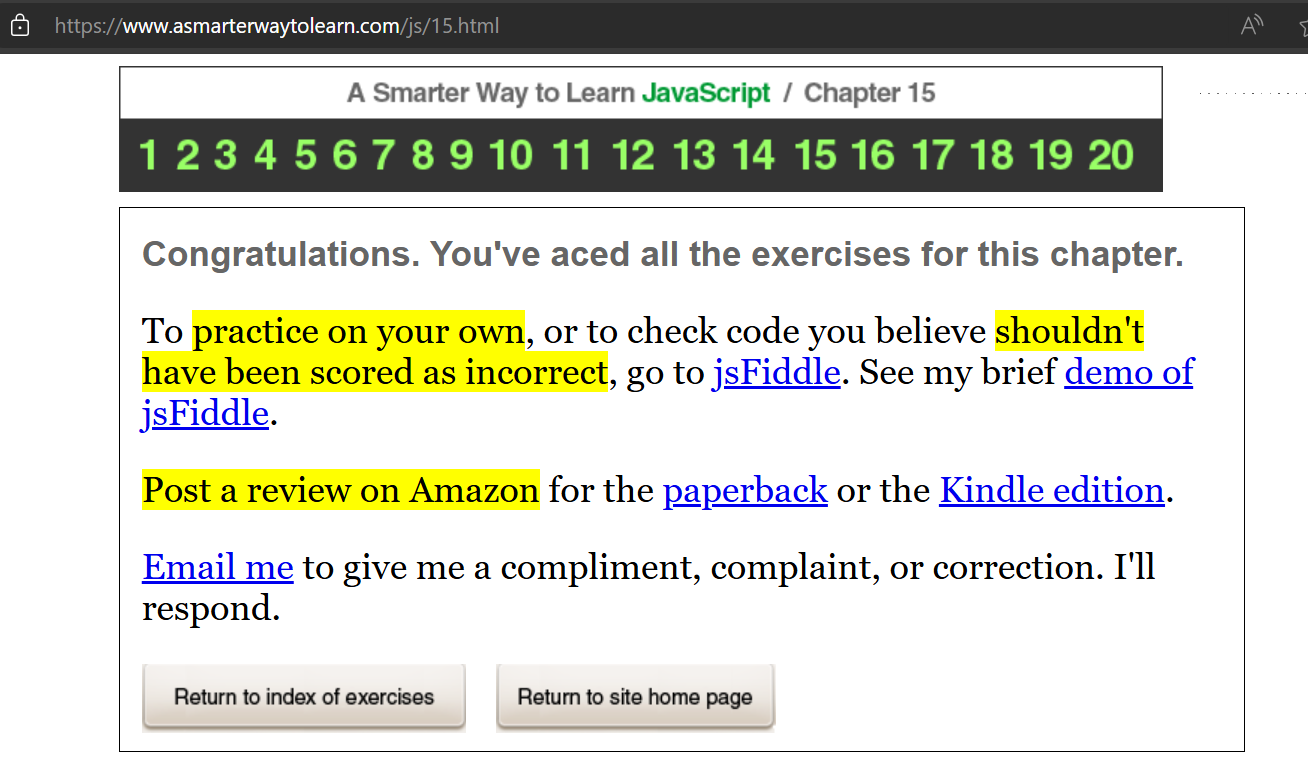 https://www.asmarterwaytolearn.com/js/15.html
A Smarter Way to Learn JavaScript / Chapter 15
1 2 3 4 5 6 7 8 9 10 11 12 13 14 15 16 17 18 19 20
Congratulations. You've aced all the exercises for this chapter.
To practice on your own, or to check code you believe shouldn't
have been scored as incorrect, go to jsFiddle. See my brief demo of
jsFiddle.
Post a review on Amazon for the paperback or the Kindle edition.
Email me to give me a compliment, complaint, or correction. I'll
respond.
Return to index of exercises
Return to site home page